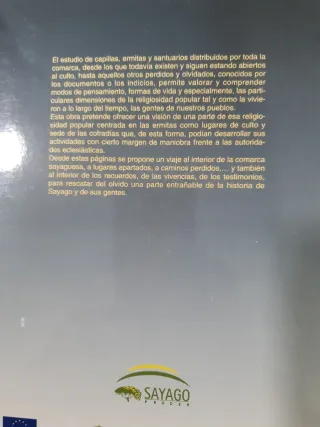 El estudio de capillas, ermitas y santuarios distribuidos por toda la
comarca, desde los que todavía existen y siguen estando abiertos
al culto, hasta aquellos otros perdidos y olvidados, conocidos por
los documentos o los indicios, permite valorar y comprender
modos de pensamiento, formas de vida y especialmente, las parti-
culares dimensiones de la religiosidad popular tal y como la vivie-
ron a lo largo del tiempo, las gentes de nuestros pueblos.
Esta obra pretende ofrecer una visión de una parte de esa religio-
sidad popular centrada en las ermitas como lugares de culto y
sede de las cofradías que, de esta forma, podían desarrollar sus
actividades con cierto margen de maniobra frente a las autorida-
des eclesiásticas.
Desde estas páginas se propone un viaje al interior de la comarca
sayaguesa, a lugares apartados, a caminos perdidos,... y también
al interior de los recuerdos, de las vivencias, de los testimonios,
para rescatar del olvido una parte entrañable de la historia de
Sayago y de sus gentes.
SAYAGO
PRODER